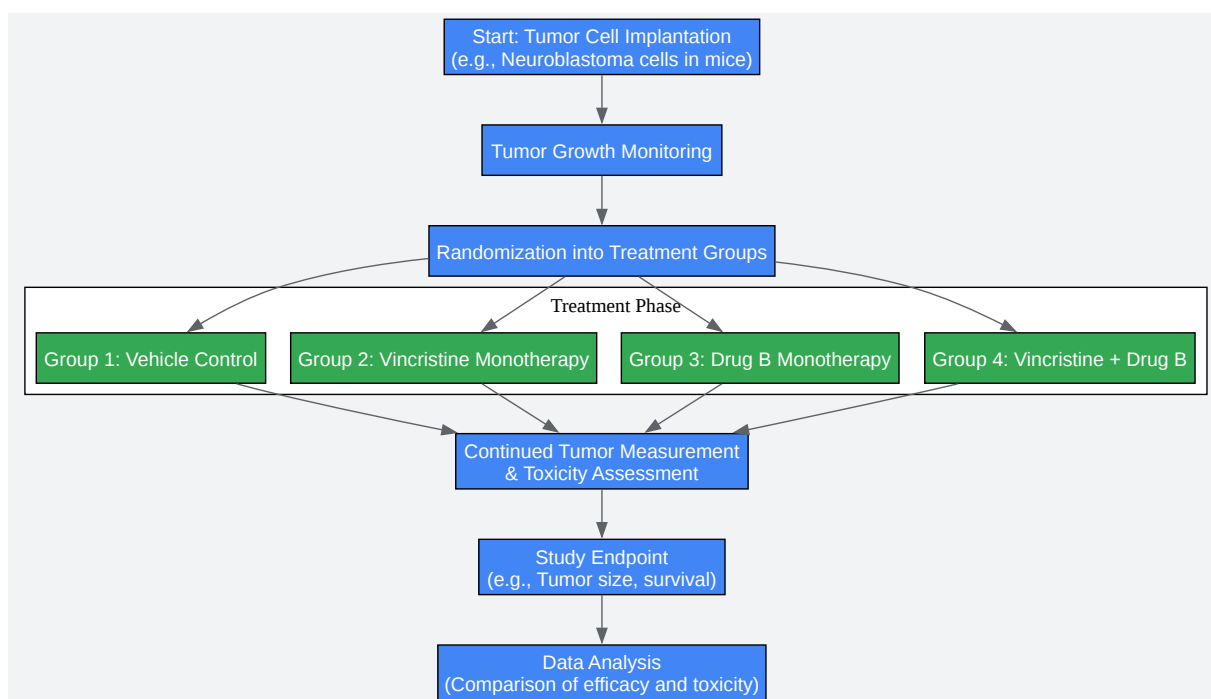 Start: Tumor Cell Implantation
(e.g., Neuroblastoma cells in mice)
Tumor Growth Monitoring
Randomization into Treatment Groups
Treatment Phase
Group 1: Vehicle Control
Group 2: Vincristine Monotherapy
Group 3: Drug B Monotherapy
Group 4: Vincristine + Drug B
Continued Tumor Measurement
& Toxicity Assessment
Study Endpoint
(e.g., Tumor size, survival)
Data Analysis
(Comparison of efficacy and toxicity)